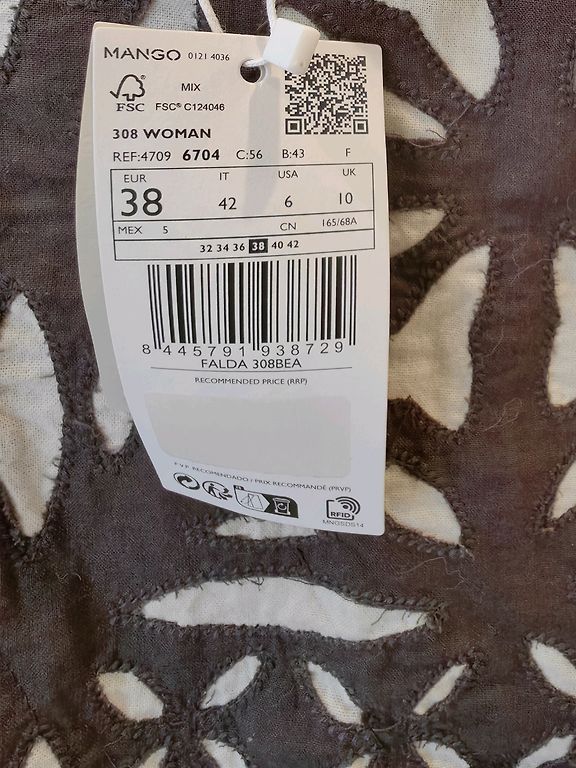 MANGO 0121 4036
MIX
FSC FSC® C124046
308 WOMAN
REF:4709 6704 C:56 B:43 F
EUR IT USA UK
38 42 6 10
MEX 5 CN 165/68A
32 34 36 38 40 42
8 445791 938729
FALDA 308BEA
RECOMMENDED PRICE (RRP)
P.V.P. RECOMENDADO / PRIX RECOMMANDÉ (PRVP)
RFID
MNGSDS14